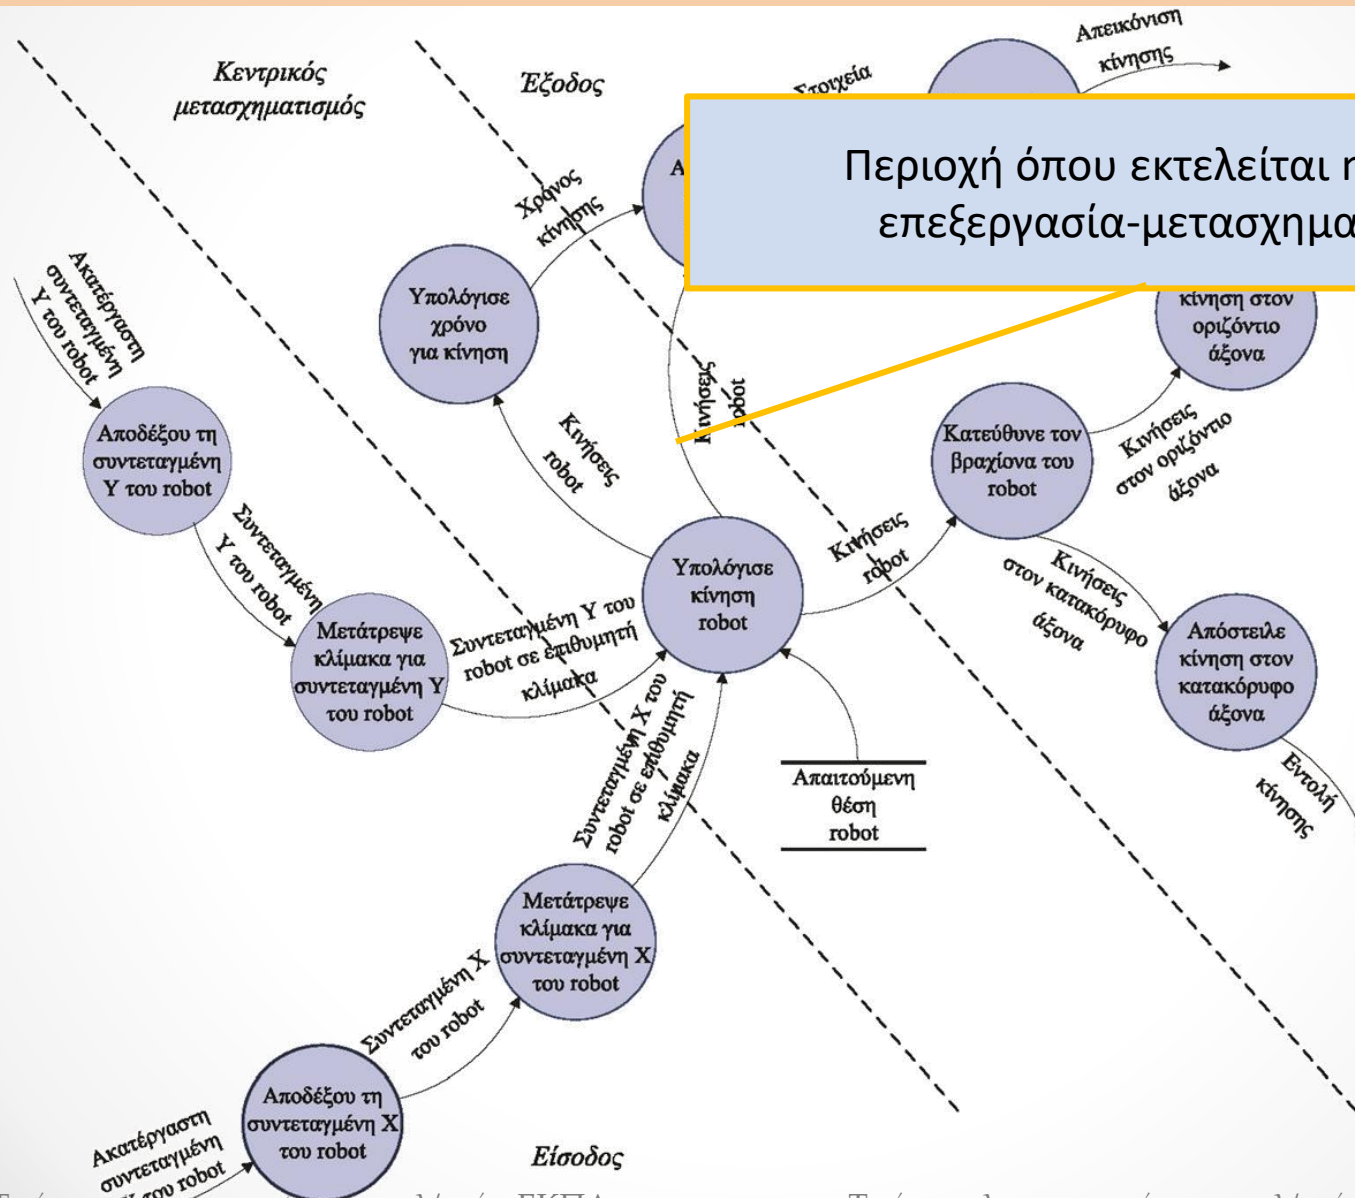 Κεντρικός
μετασχηματισμός
Έξοδος
Στοιχεία
Απεικόνιση
κίνησης
Περιοχή όπου εκτελείται η
επεξεργασία-μετασχημα
Χρόνος
κίνησης
Ακατέργαστη
συντεταγμένη
Υ του robot
Υπολόγισε
χρόνο
για κίνηση
κίνηση στον
οριζόντιο
άξονα
Κινήσεις
robot
Κινήσεις
robot
Αποδέξου τη
συντεταγμένη
Υ του robot
Κατεύθυνε τον
βραχίονα του
robot
Κινήσεις
στον οριζόντιο
άξονα
Συντεταγμένη
Υ του robot
Κινήσεις
robot
Υπολόγισε
κίνηση
robot
Κινήσεις
στον κατακόρυφο
άξονα
Μετάτρεψε
κλίμακα για
συντεταγμένη Υ
του robot
Συντεταγμένη Υ του
robot σε επιθυμητή
κλίμακα
Απόστειλε
κίνηση στον
κατακόρυφο
άξονα
Συντεταγμένη Χ του
robot σε επιθυμητή
κλίμακα
Απαιτούμενη
θέση
robot
Εντολή
κίνησης
Μετάτρεψε
κλίμακα για
συντεταγμένη Χ
του robot
Συντεταγμένη Χ
του robot
Αποδέξου τη
συντεταγμένη Χ
του robot
Ακατέργαστη
συντεταγμένη
του robot
Είσοδος